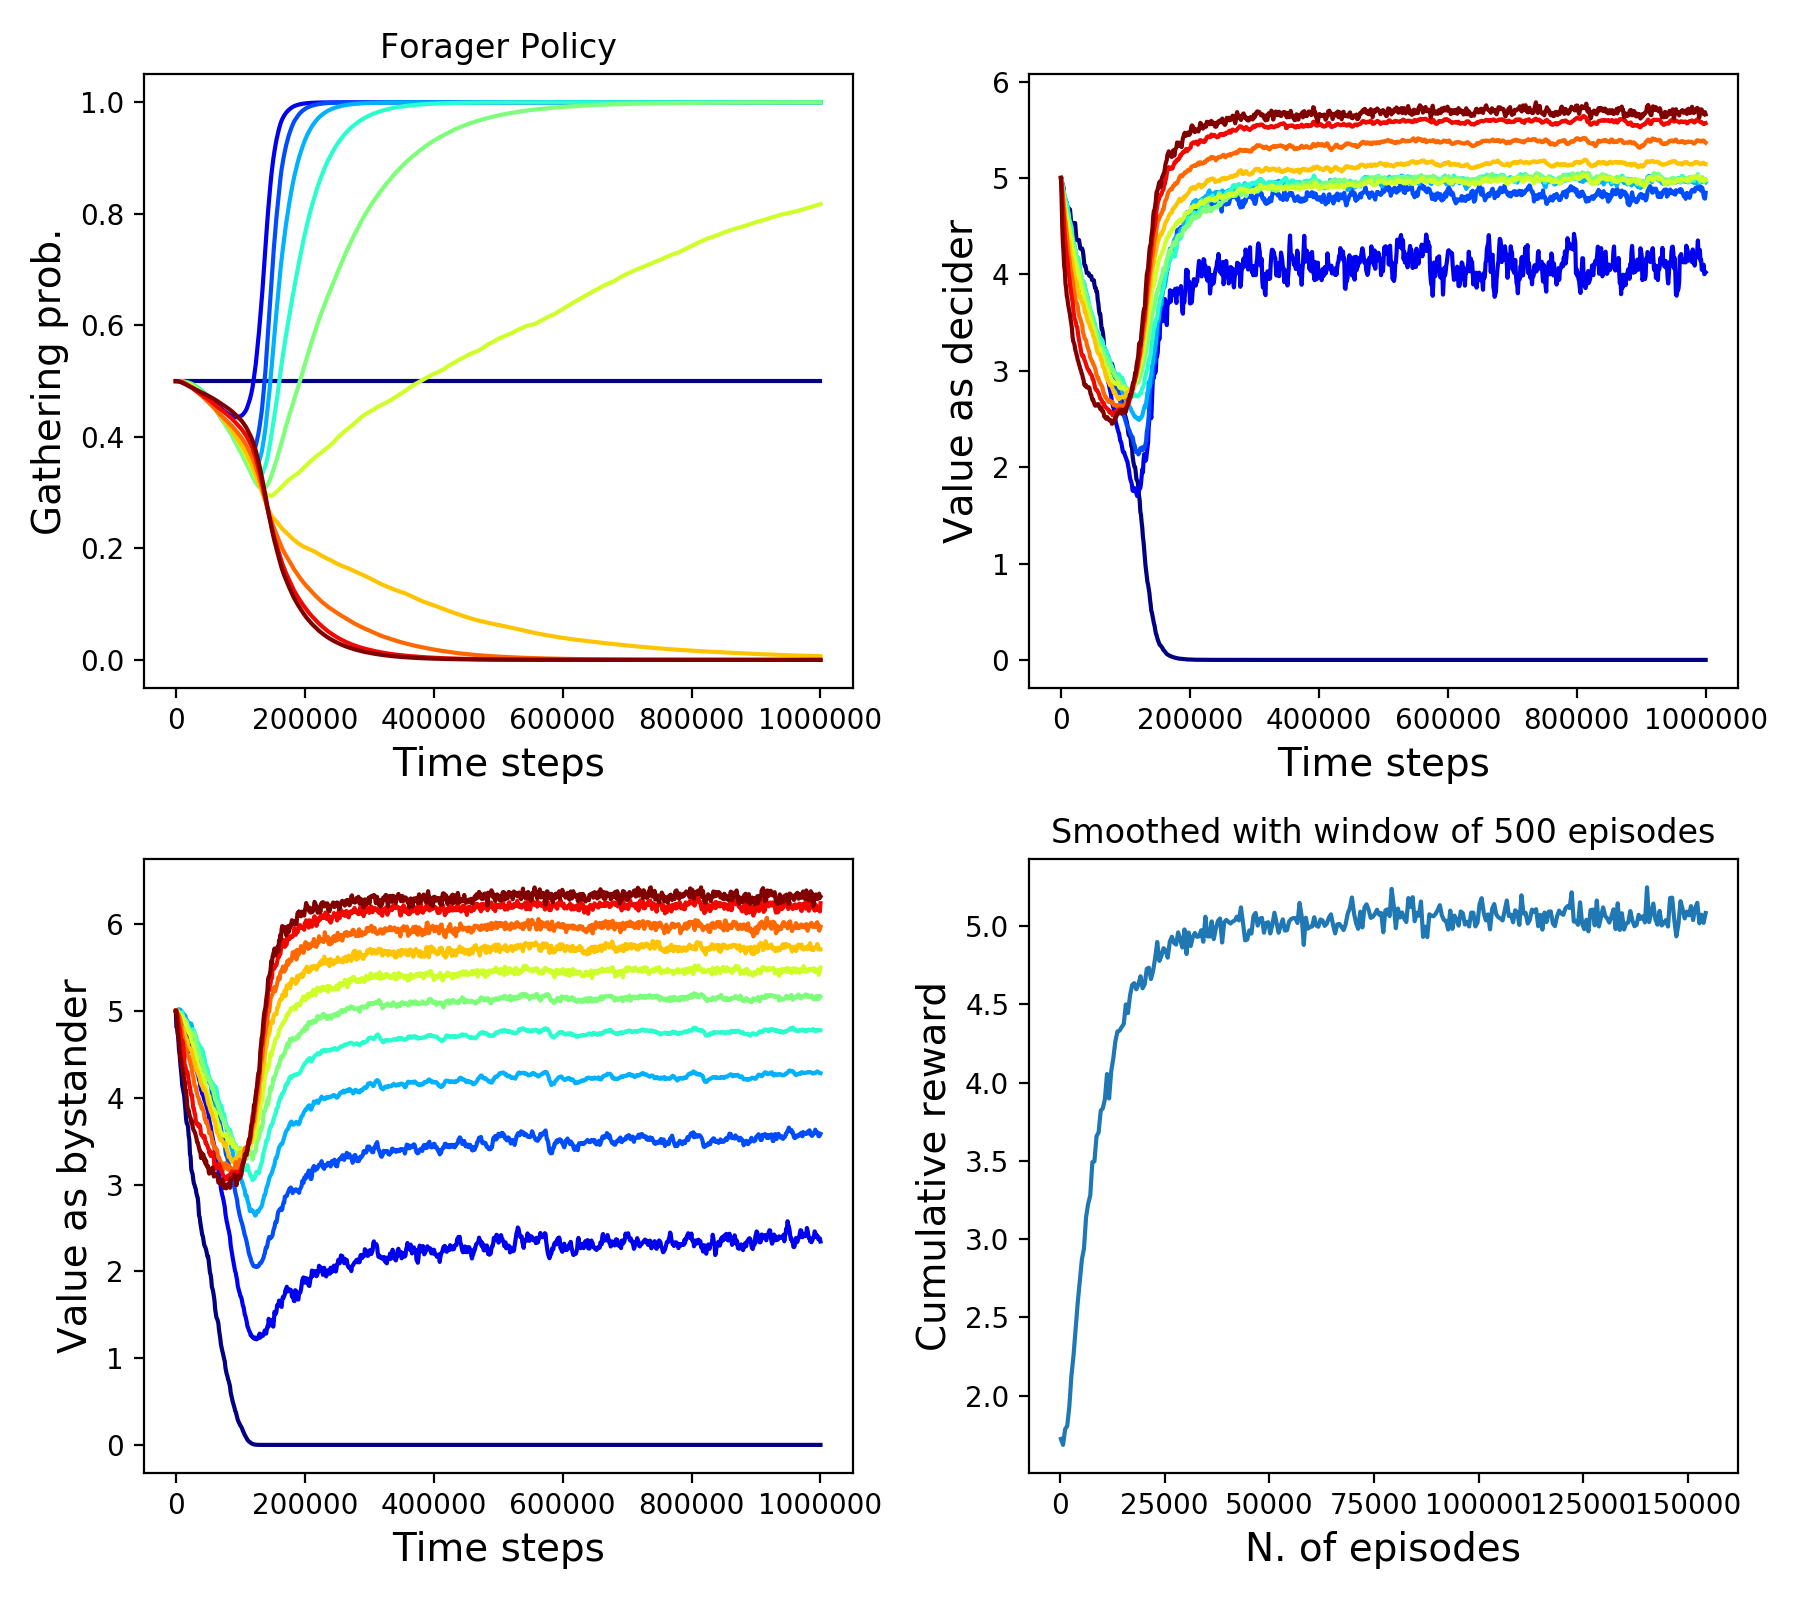 Forager Policy
Gathering prob.
1.0
0.8
0.6
0.4
0.2
0.0
0 200000 400000 600000 800000 1000000
Time steps
Value as decider
6
5
4
3
2
1
0
0 200000 400000 600000 800000 1000000
Time steps
Value as bystander
6
5
4
3
2
1
0
0 200000 400000 600000 800000 1000000
Time steps
Smoothed with window of 500 episodes
Cumulative reward
5.0
4.5
4.0
3.5
3.0
2.5
2.0
0 25000 50000 75000 100000 125000 150000
N. of episodes